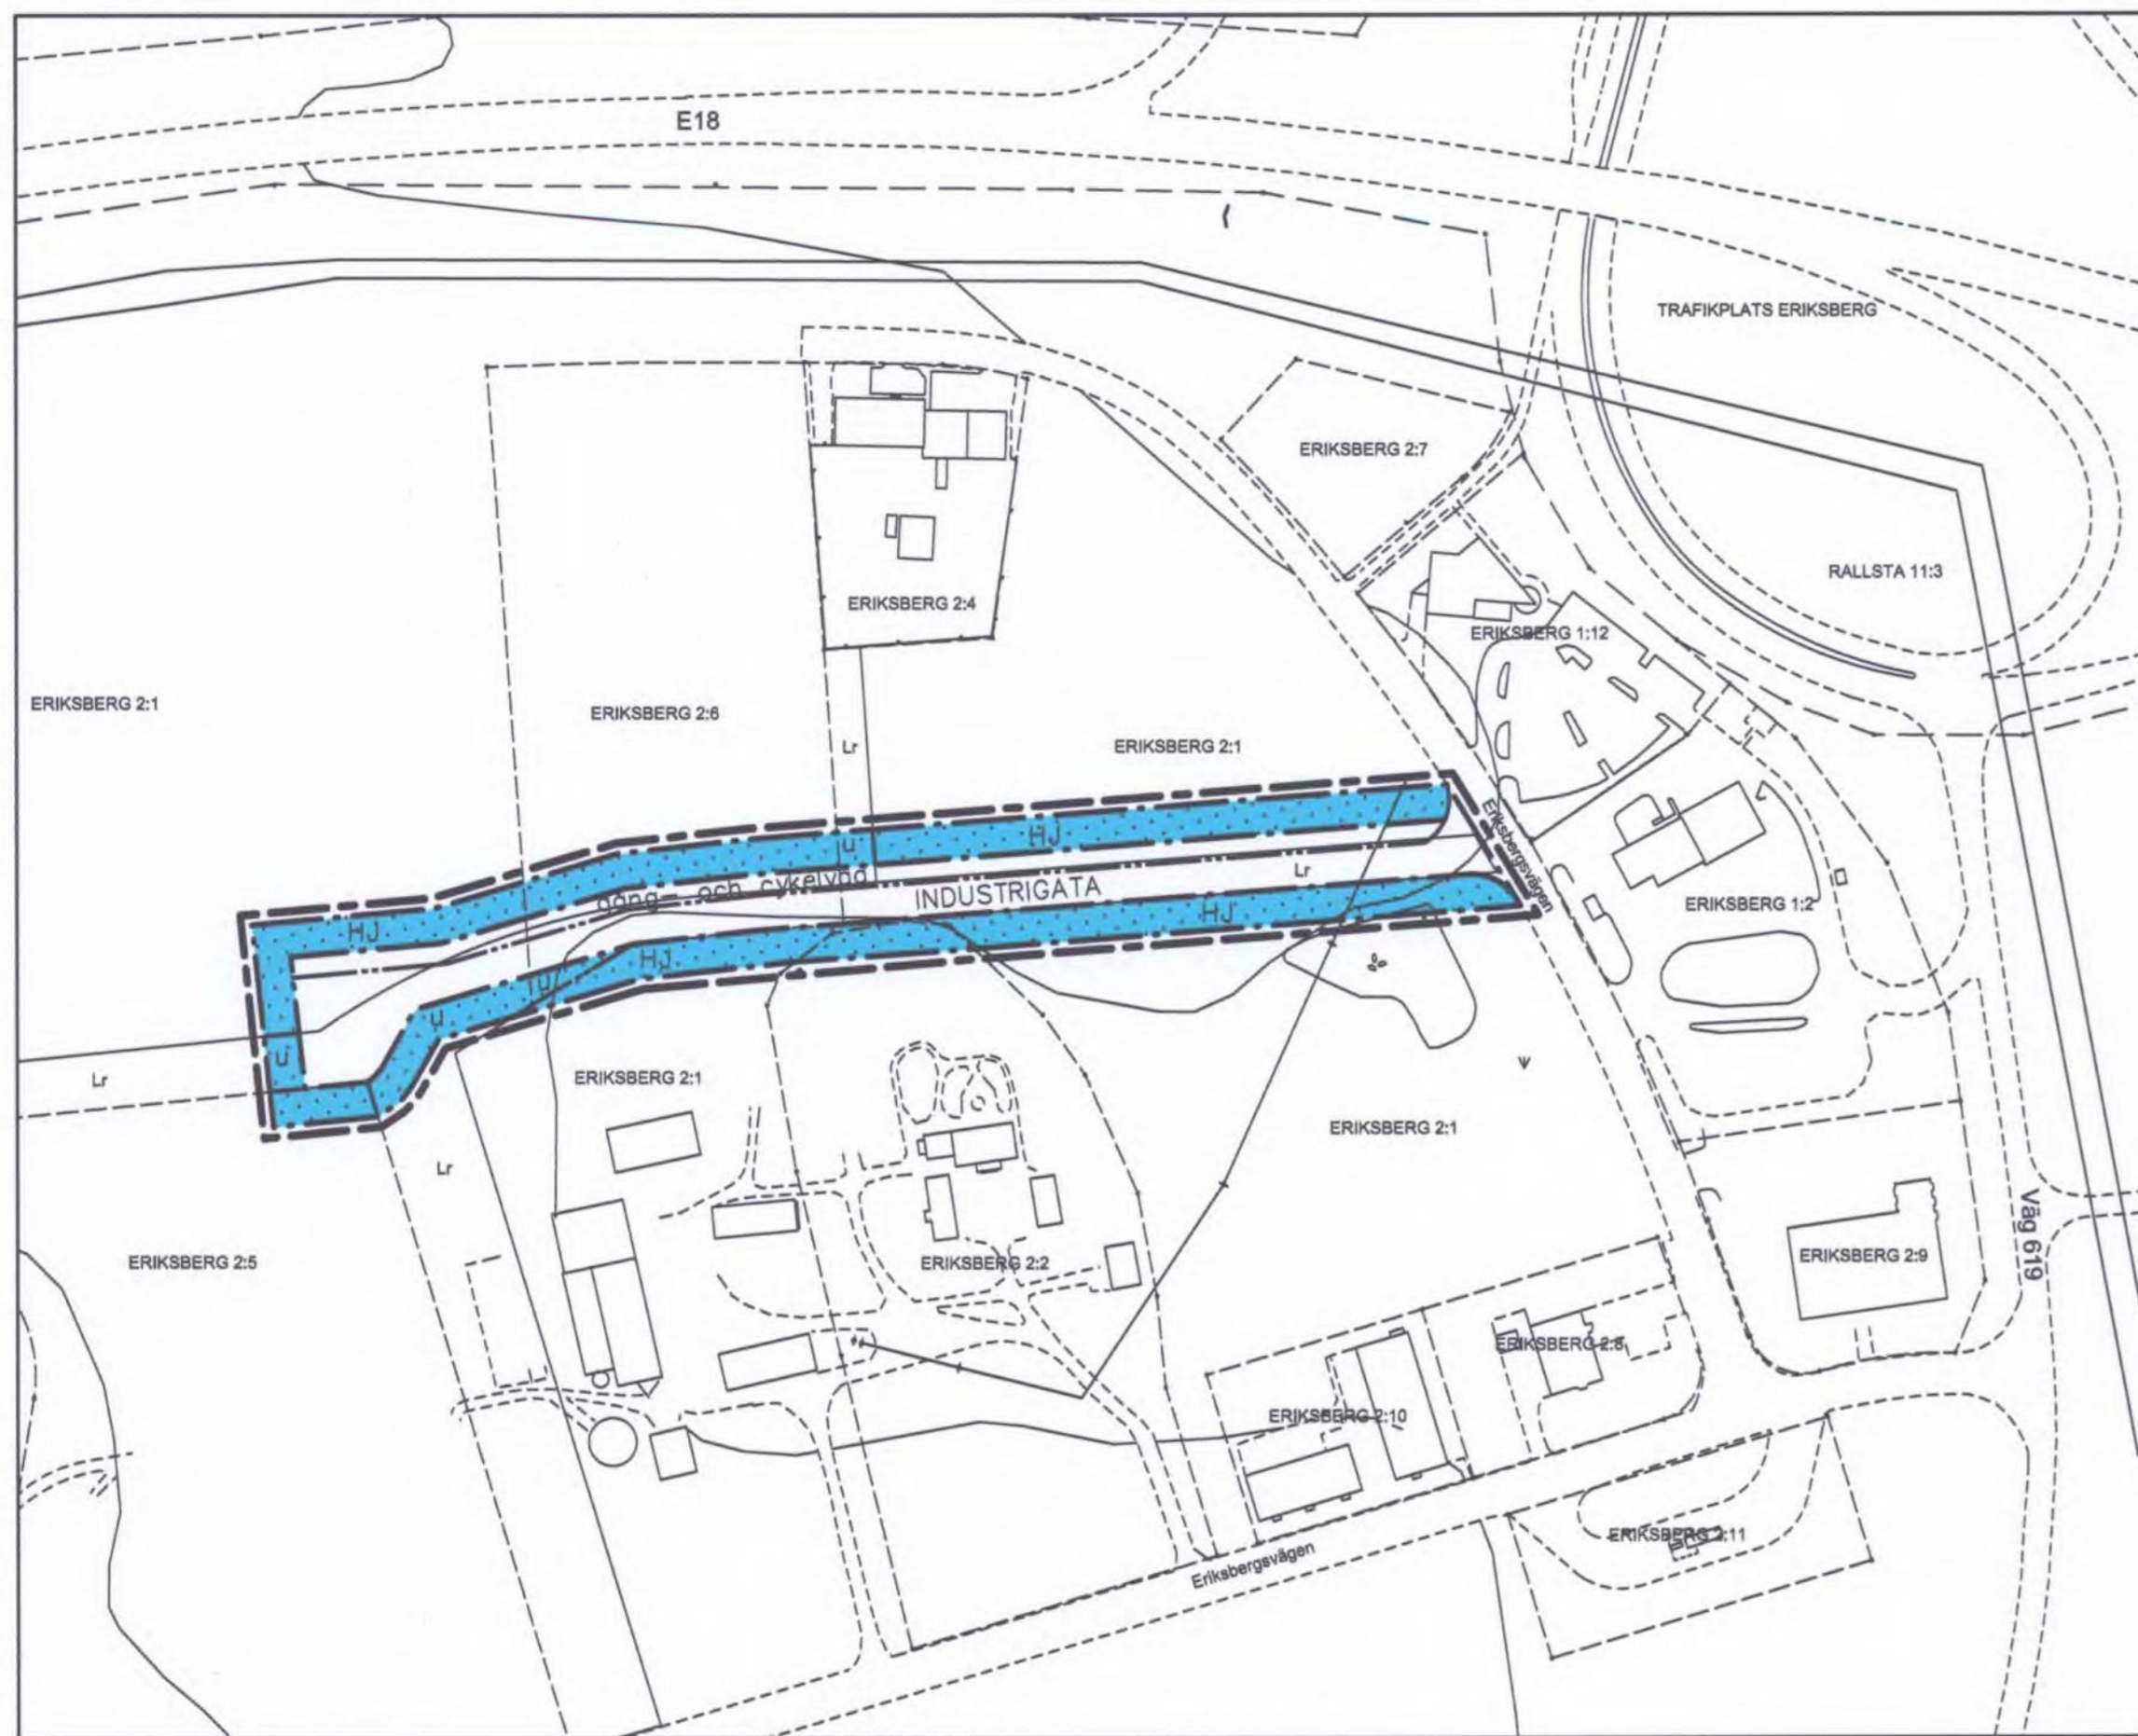 E18
TRAFIKPLATS ERIKSBERG
ERIKSBERG 2:7
RALLSTA 11:3
ERIKSBERG 2:4
ERIKSBERG 1:12
ERIKSBERG 2:1
ERIKSBERG 2:6
Lr
ERIKSBERG 2:1
Eriksbergsvägen
HJ
u
Lr
gång- och cykelväg
INDUSTRIGATA
HJ
HJ
ERIKSBERG 1:2
HJ
u
u
u
Lr
ERIKSBERG 2:1
ERIKSBERG 2:1
Lr
Väg 619
ERIKSBERG 2:5
ERIKSBERG 2:2
ERIKSBERG 2:9
ERIKSBERG 2:8
ERIKSBERG 2:10
ERIKSBERG 2:11
Eriksbergsvägen